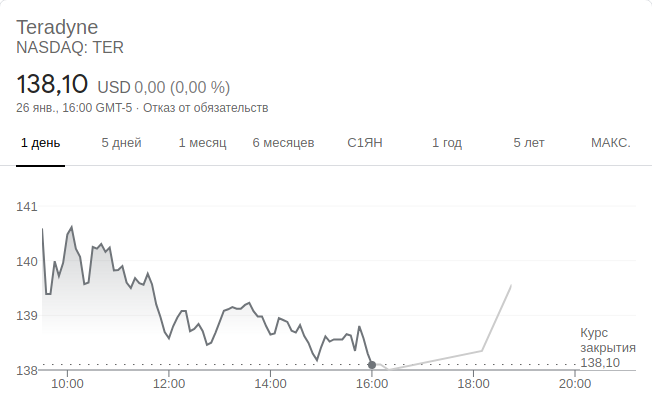 Teradyne
NASDAQ: TER
138,10 USD 0,00 (0,00 %)
26 янв., 16:00 GMT-5 · Отказ от обязательств
1 день 5 дней 1 месяц 6 месяцев С1ЯН 1 год 5 лет МАКС.
141
140
139
138
Курс
закрытия
138,10
10:00 12:00 14:00 16:00 18:00 20:00